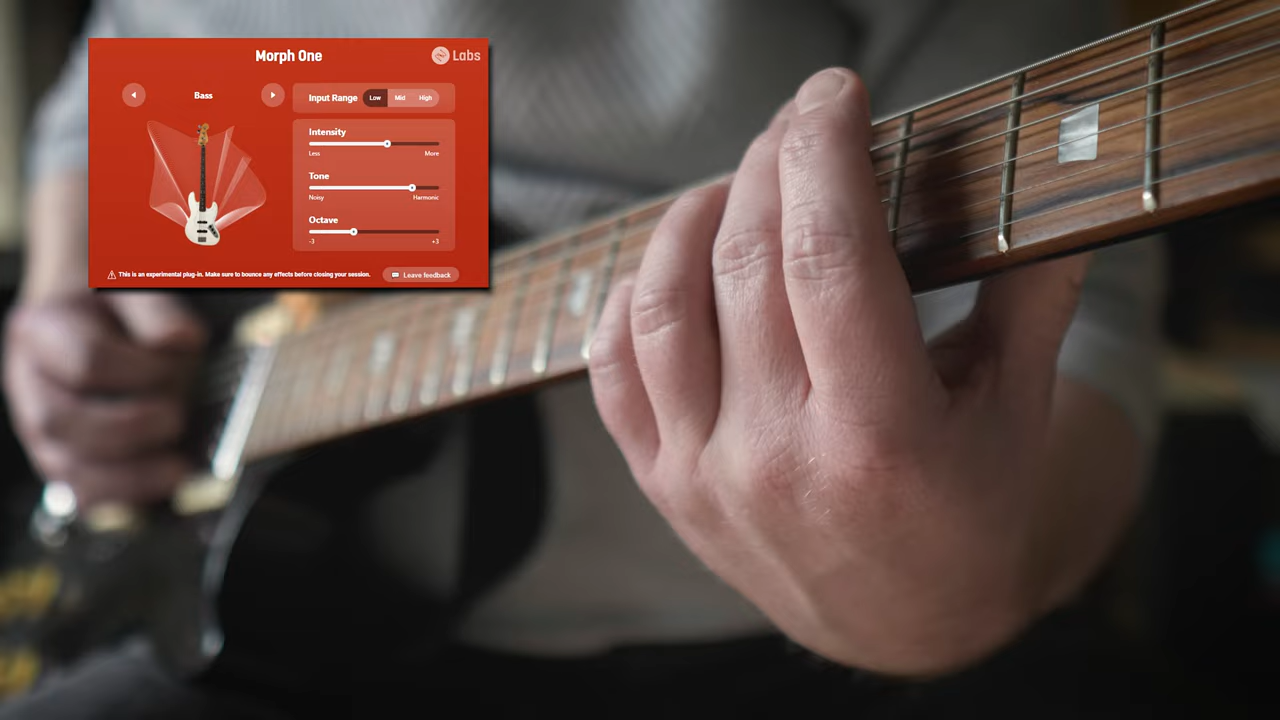 Morph One
Labs
Bass
Input Range Low Mid High
Intensity
Less More
Tone
Noisy Harmonic
Octave
-3 +3
This is an experimental plug-in. Make sure to bounce any effects before closing your session.
Leave feedback